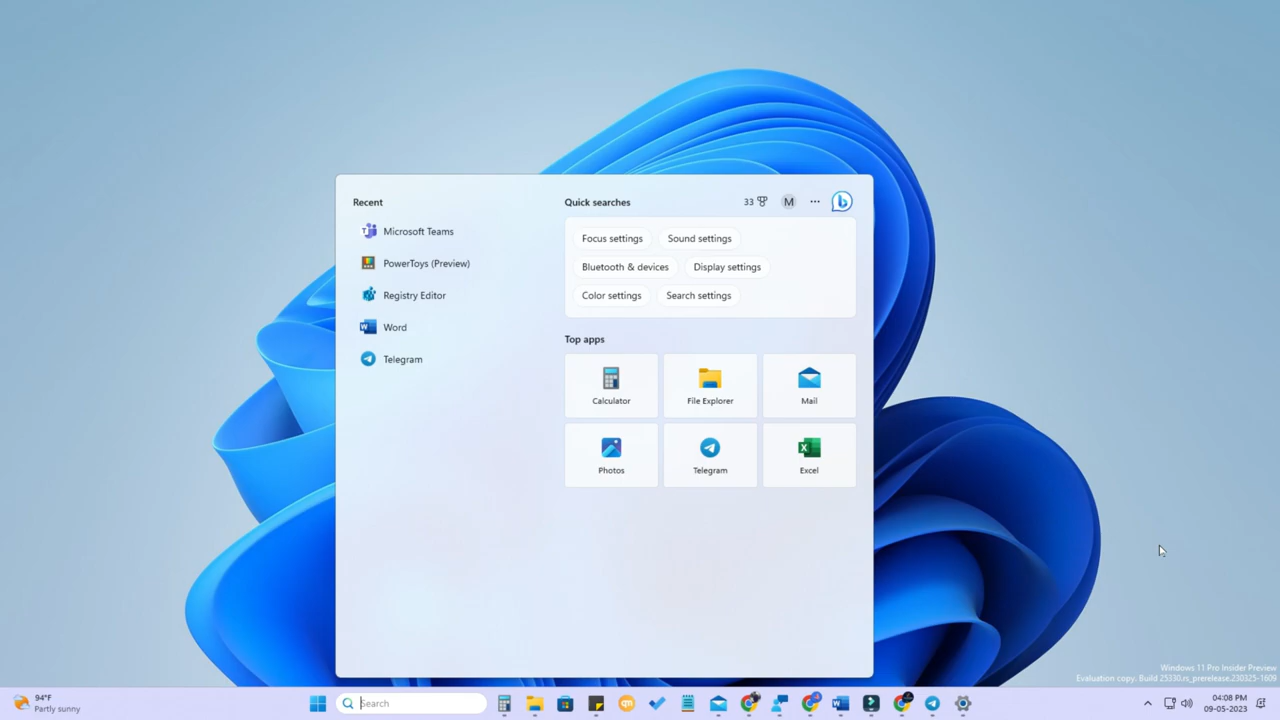 Recent
Microsoft Teams
PowerToys (Preview)
Registry Editor
Word
Telegram
Quick searches
33
M
Focus settings
Sound settings
Bluetooth & devices
Display settings
Color settings
Search settings
Top apps
Calculator
File Explorer
Mail
Photos
Telegram
Excel
Windows 11 Pro Insider Preview
Evaluation copy. Build 25330.rs_prerelease.230325-1609
94°F
Partly sunny
Search
04:08 PM
09-05-2023